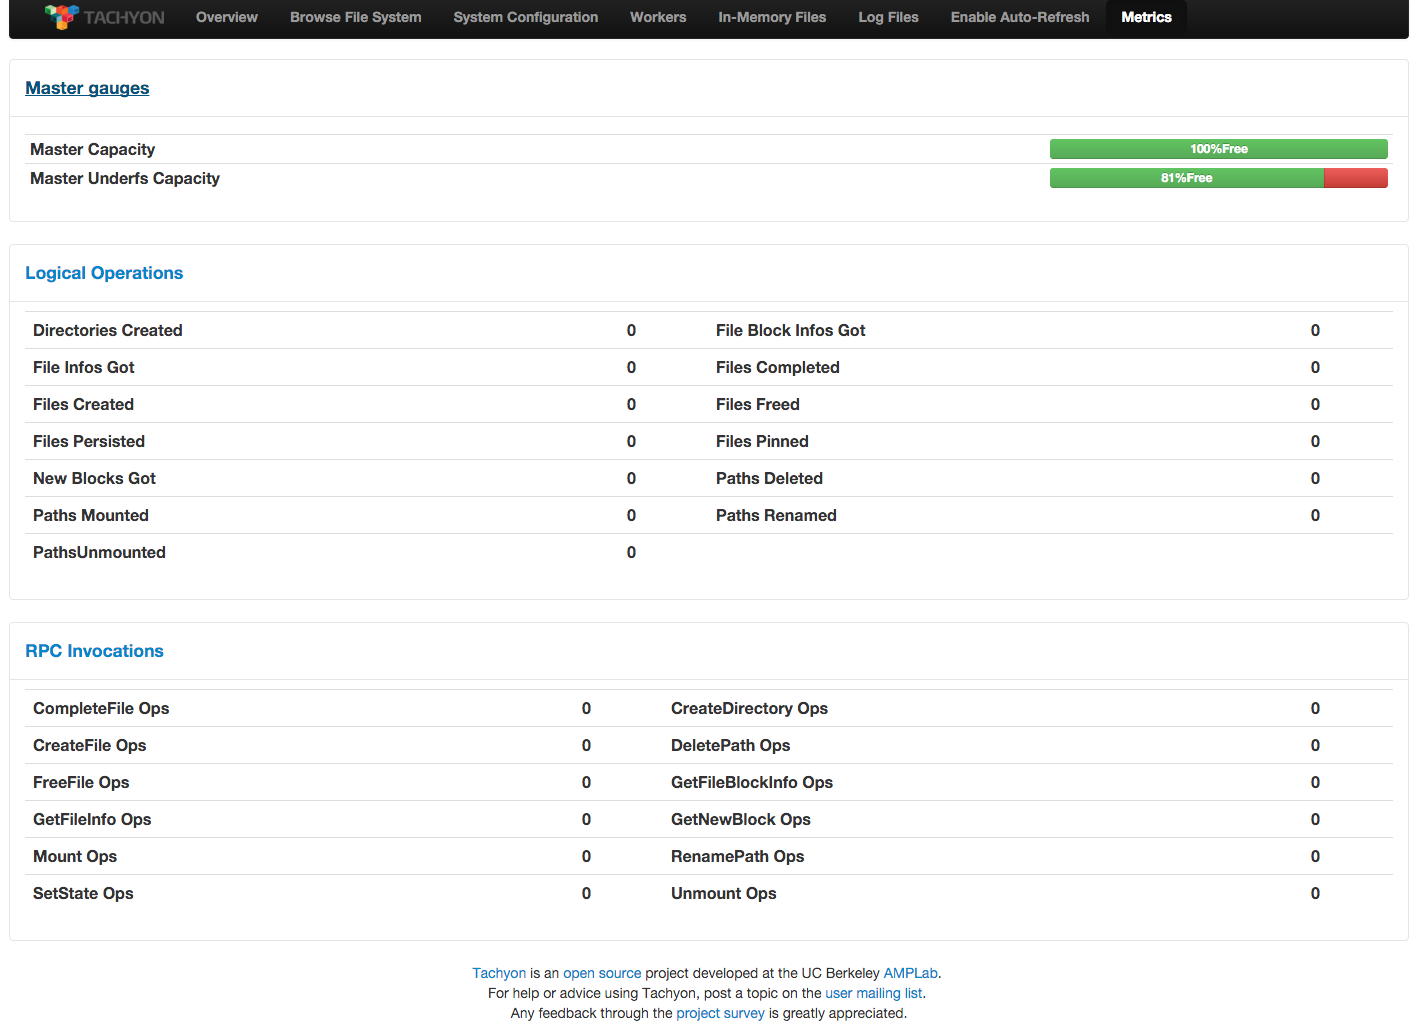 TACHYON Overview Browse File System System Configuration Workers In-Memory Files Log Files Enable Auto-Refresh Metrics
Master gauges
Master Capacity 100%Free
Master Underfs Capacity 81%Free
Logical Operations
Directories Created 0 File Block Infos Got 0
File Infos Got 0 Files Completed 0
Files Created 0 Files Freed 0
Files Persisted 0 Files Pinned 0
New Blocks Got 0 Paths Deleted 0
Paths Mounted 0 Paths Renamed 0
PathsUnmounted 0
RPC Invocations
CompleteFile Ops 0 CreateDirectory Ops 0
CreateFile Ops 0 DeletePath Ops 0
FreeFile Ops 0 GetFileBlockInfo Ops 0
GetFileInfo Ops 0 GetNewBlock Ops 0
Mount Ops 0 RenamePath Ops 0
SetState Ops 0 Unmount Ops 0
Tachyon is an open source project developed at the UC Berkeley AMPLab.
For help or advice using Tachyon, post a topic on the user mailing list.
Any feedback through the project survey is greatly appreciated.